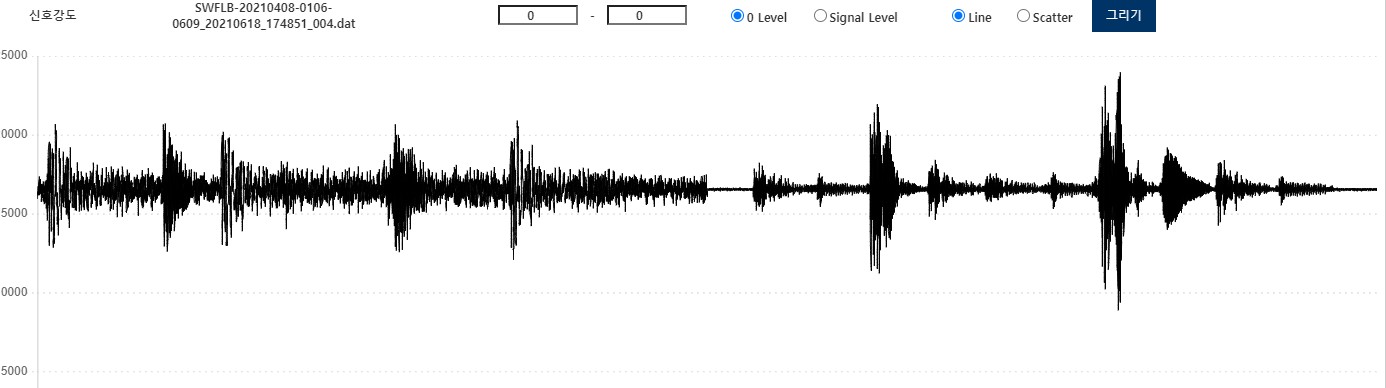 신호강도
SWFLB-20210408-0106-
0609_20210618_174851_004.dat
0 - 0
0 Level Signal Level Line Scatter 그리기
5000
0000
5000
0000
5000